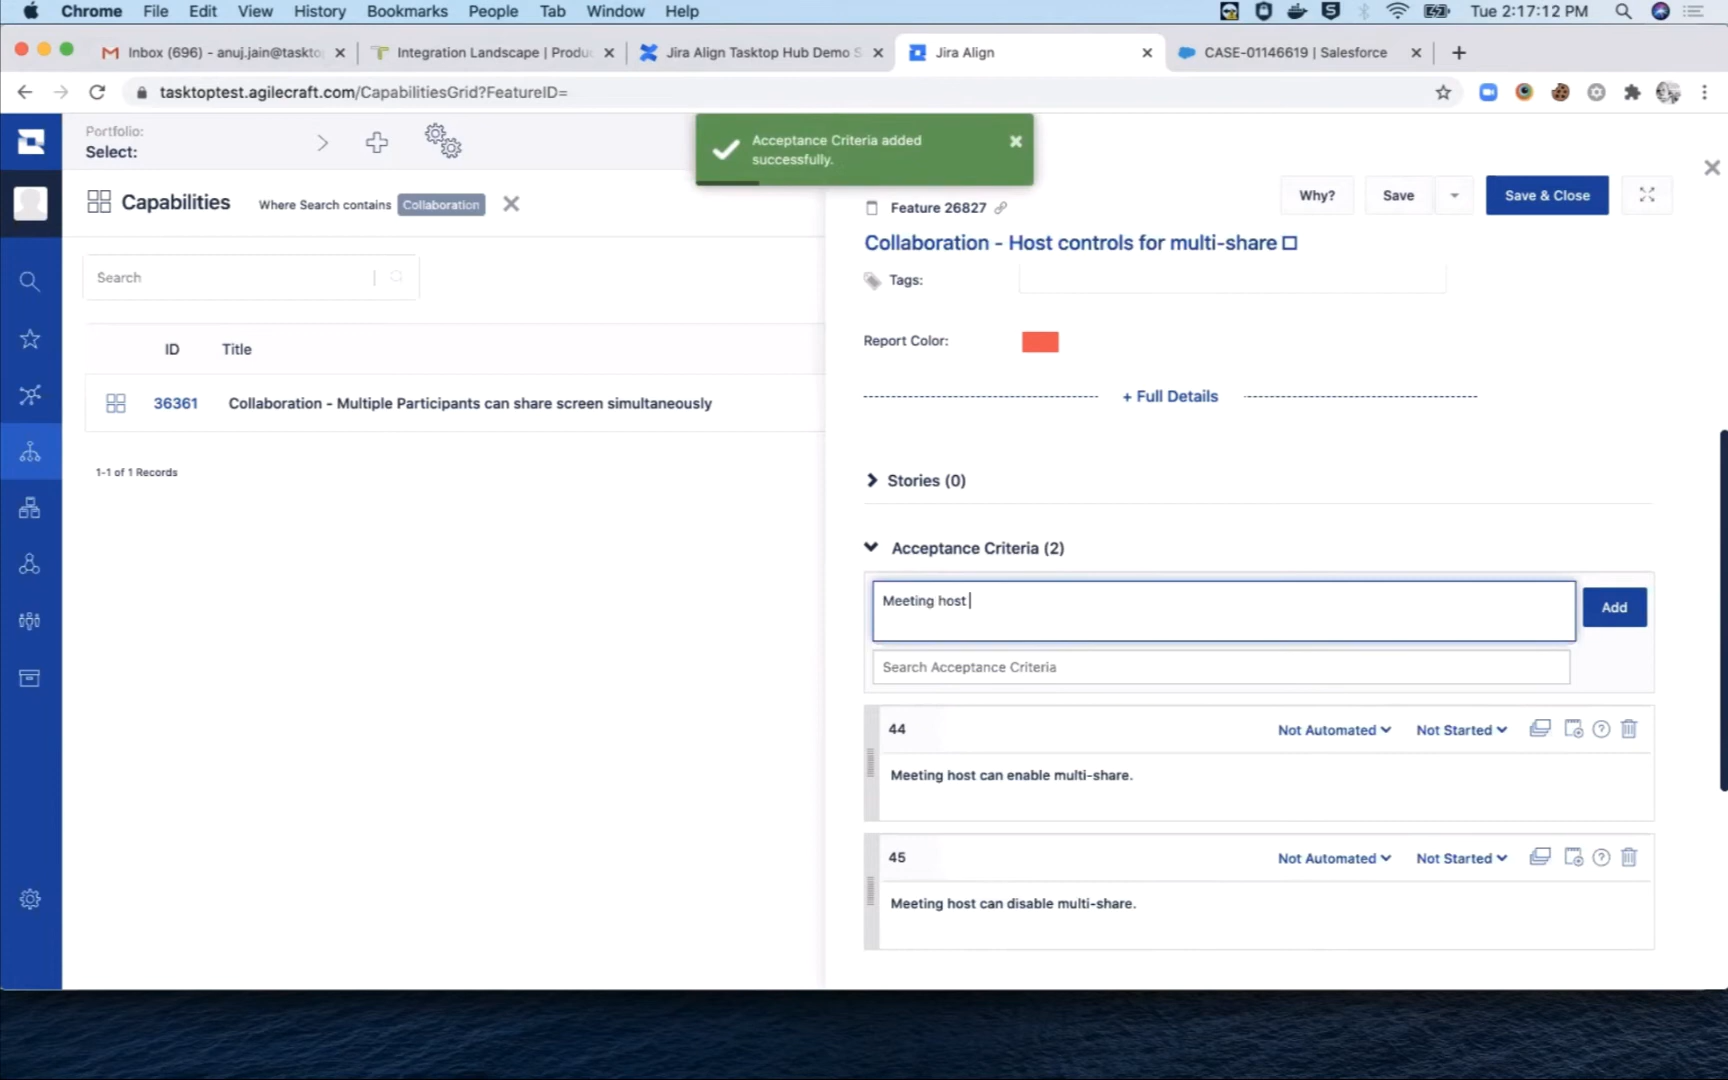 Chrome File Edit View History Bookmarks People Tab Window Help Tue 2:17:12 PM
Inbox (696) - anuj.jain@taskto Integration Landscape | Produc Jira Align Tasktop Hub Demo S Jira Align CASE-01146619 | Salesforce
tasktoptest.agilecraft.com/CapabilitiesGrid?FeatureID=
Portfolio:
Select:
Acceptance Criteria added
successfully.
Capabilities Where Search contains Collaboration
Why? Save Save & Close
Feature 26827
Collaboration - Host controls for multi-share
Search
Tags:
Report Color:
ID Title
36361 Collaboration - Multiple Participants can share screen simultaneously
+ Full Details
1-1 of 1 Records
Stories (0)
Acceptance Criteria (2)
Meeting host
Add
Search Acceptance Criteria
44 Not Automated Not Started
Meeting host can enable multi-share.
45 Not Automated Not Started
Meeting host can disable multi-share.